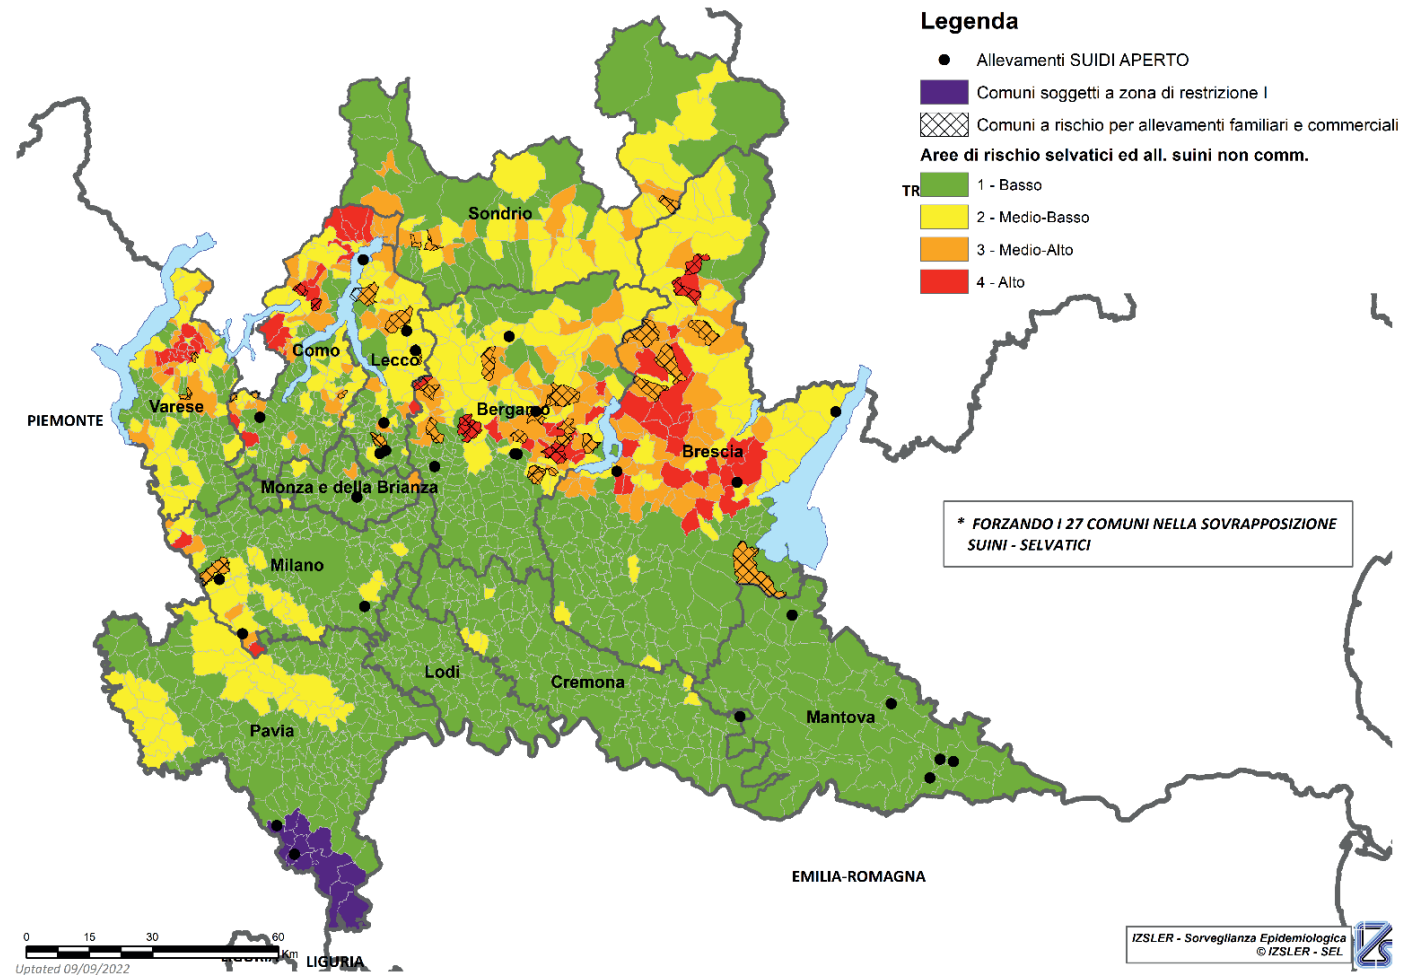 Legenda
Allevamenti SUIDI APERTO
Comuni soggetti a zona di restrizione I
Comuni a rischio per allevamenti familiari e commerciali
Aree di rischio selvatici ed all. suini non comm.
TR
1 - Basso
2 - Medio-Basso
3 - Medio-Alto
4 - Alto
Sondrio
Como
Lecco
Varese
Bergamo
PIEMONTE
Brescia
Monza e della Brianza
* FORZANDO I 27 COMUNI NELLA SOVRAPPOSIZIONE
SUINI - SELVATICI
Milano
Lodi
Cremona
Mantova
Pavia
EMILIA-ROMAGNA
0 15 30 60
Km
LIGURIA
LIGURIA
Uptated 09/09/2022
IZSLER - Sorveglianza Epidemiologica
© IZSLER - SEL
IZS